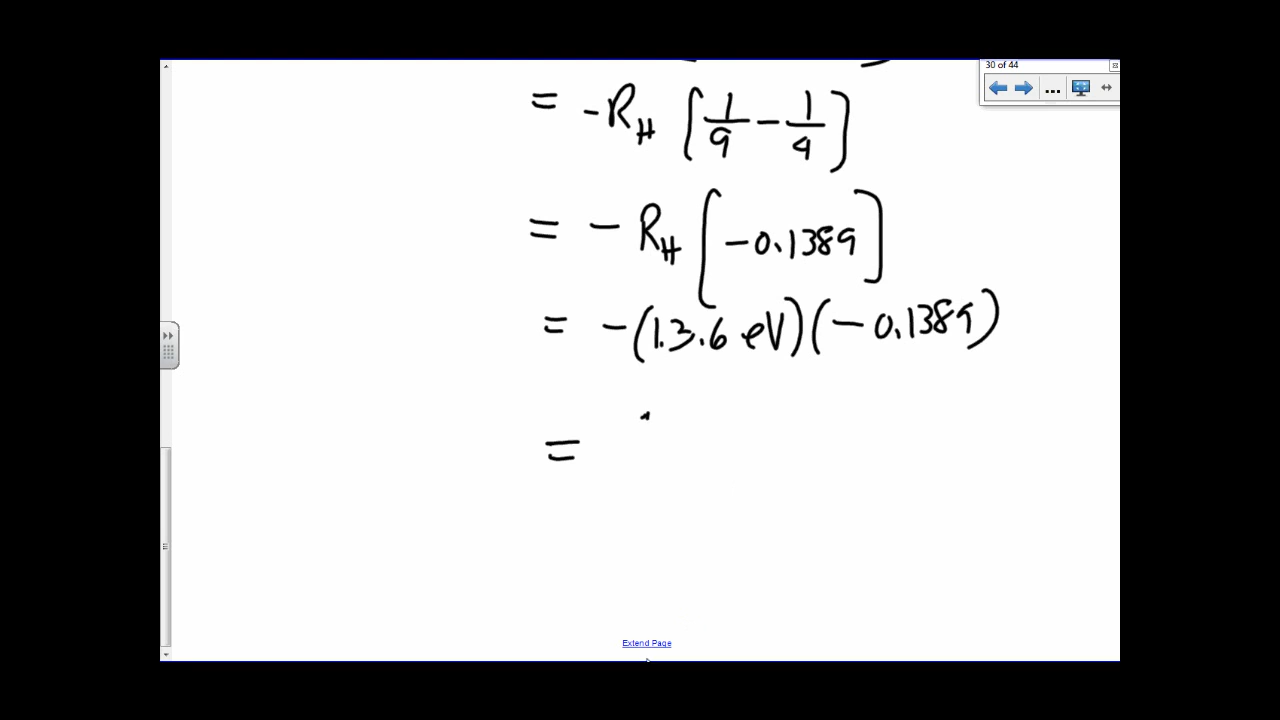 30 of 44
= -R_H [1/9 - 1/4]
= - R_H [-0.1389]
= -(13.6 eV)(-0.1389)
=
Extend Page